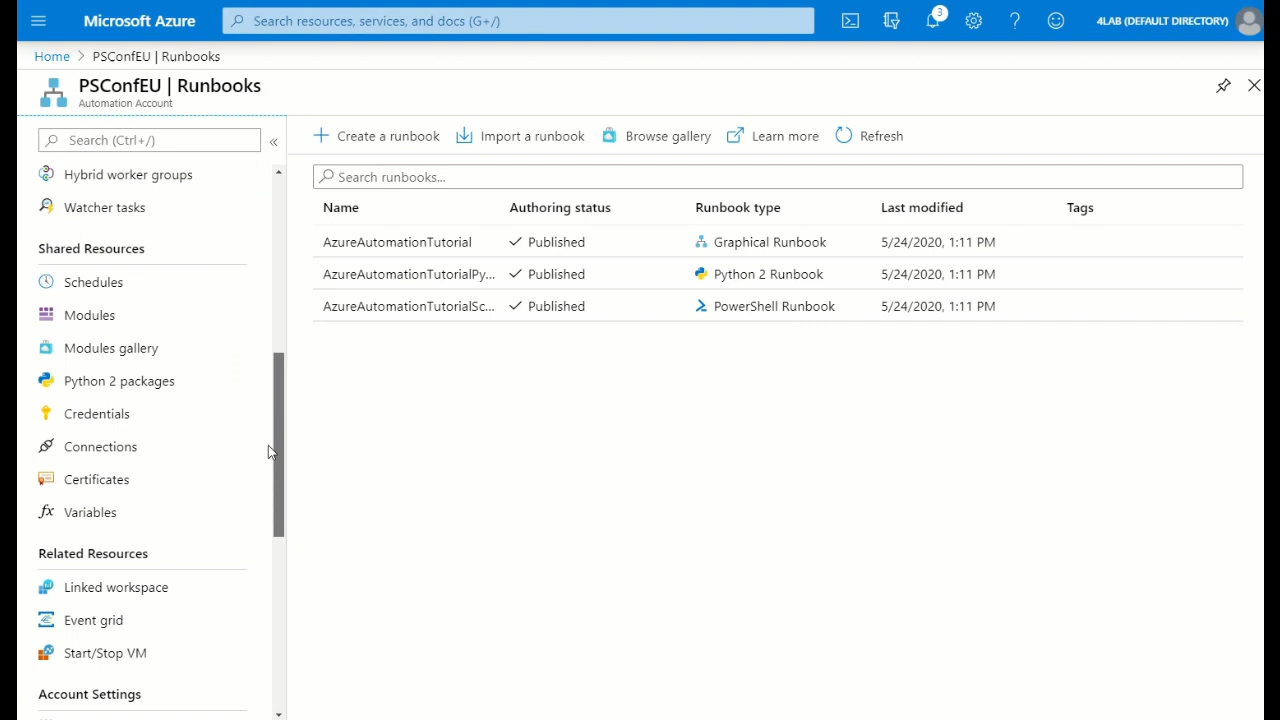 Microsoft Azure
Search resources, services, and docs (G+/)
3
4LAB (DEFAULT DIRECTORY)
Home > PSConfEU | Runbooks
PSConfEU | Runbooks
Automation Account
Search (Ctrl+/)
«
Hybrid worker groups
Watcher tasks
Shared Resources
Schedules
Modules
Modules gallery
Python 2 packages
Credentials
Connections
Certificates
Variables
Related Resources
Linked workspace
Event grid
Start/Stop VM
Account Settings
Create a runbook Import a runbook Browse gallery Learn more Refresh
Search runbooks...
Name Authoring status Runbook type Last modified Tags
AzureAutomationTutorial Published Graphical Runbook 5/24/2020, 1:11 PM
AzureAutomationTutorialPy... Published Python 2 Runbook 5/24/2020, 1:11 PM
AzureAutomationTutorialSc... Published PowerShell Runbook 5/24/2020, 1:11 PM